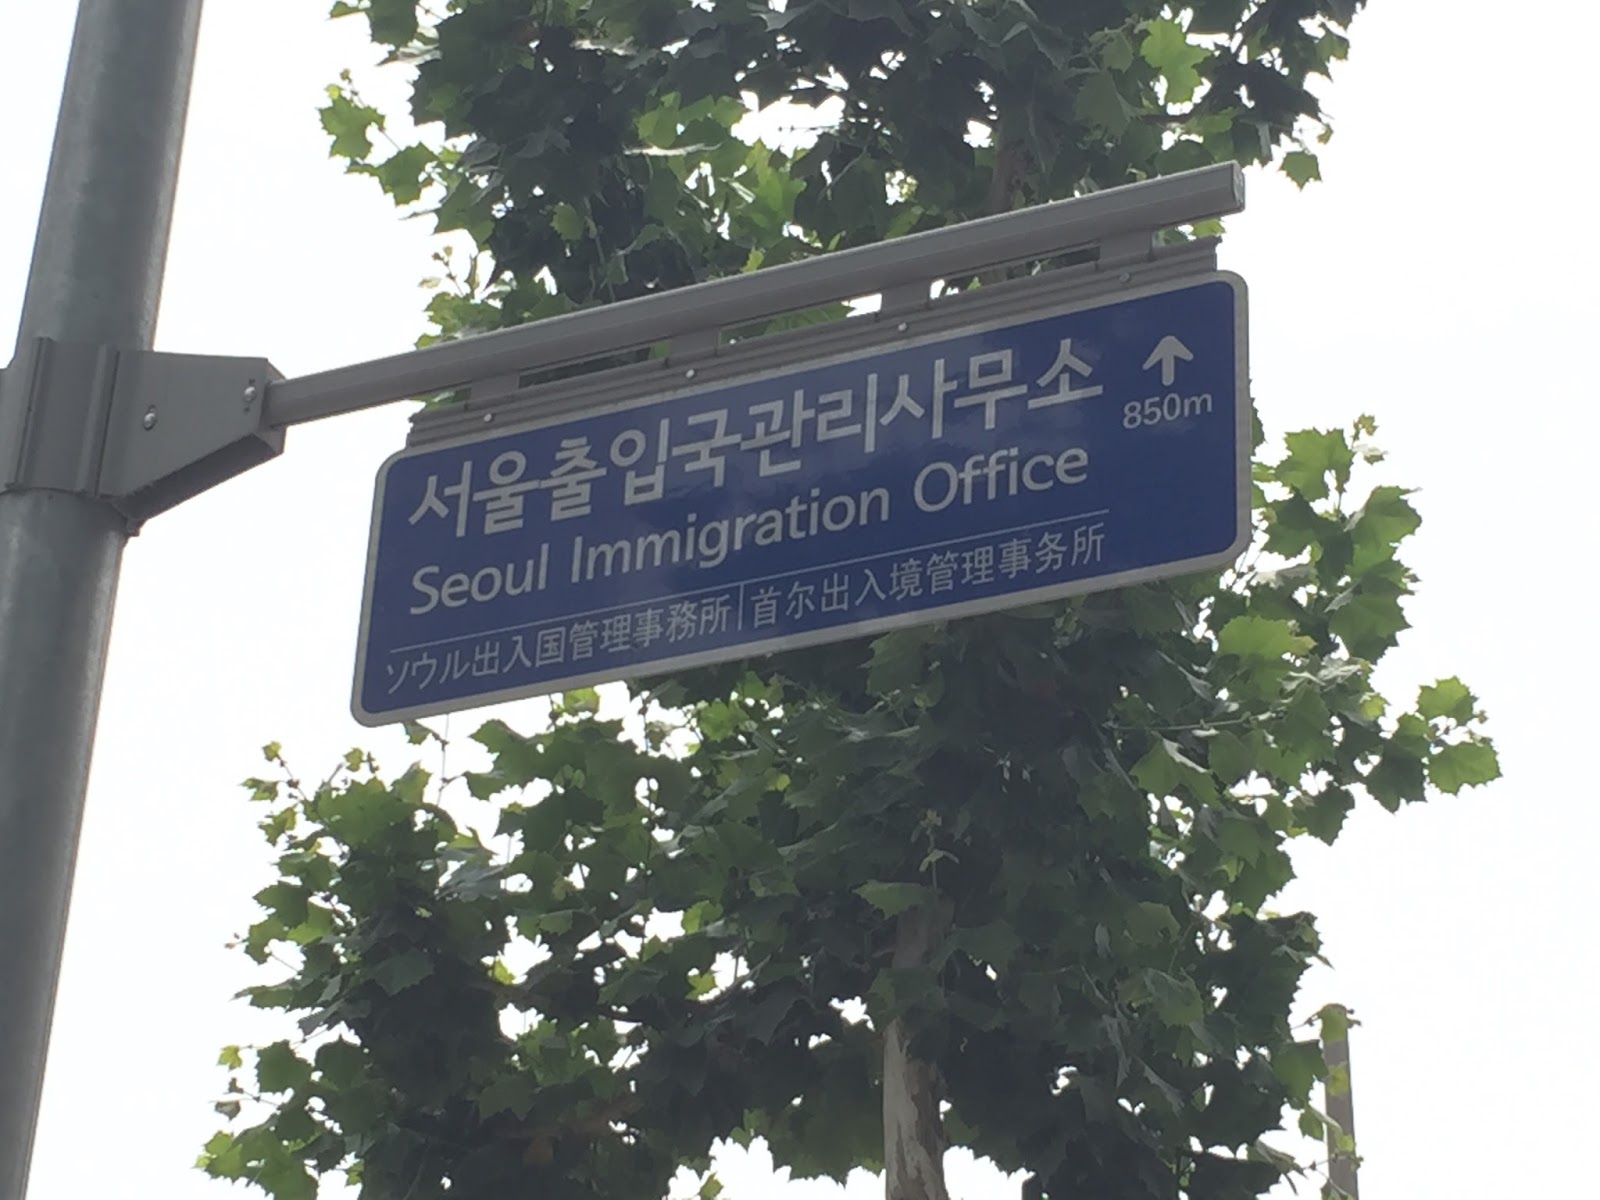 서울출입국관리사무소 ↑
850m
Seoul Immigration Office
ソウル出入国管理事務所|首尔出入境管理事务所